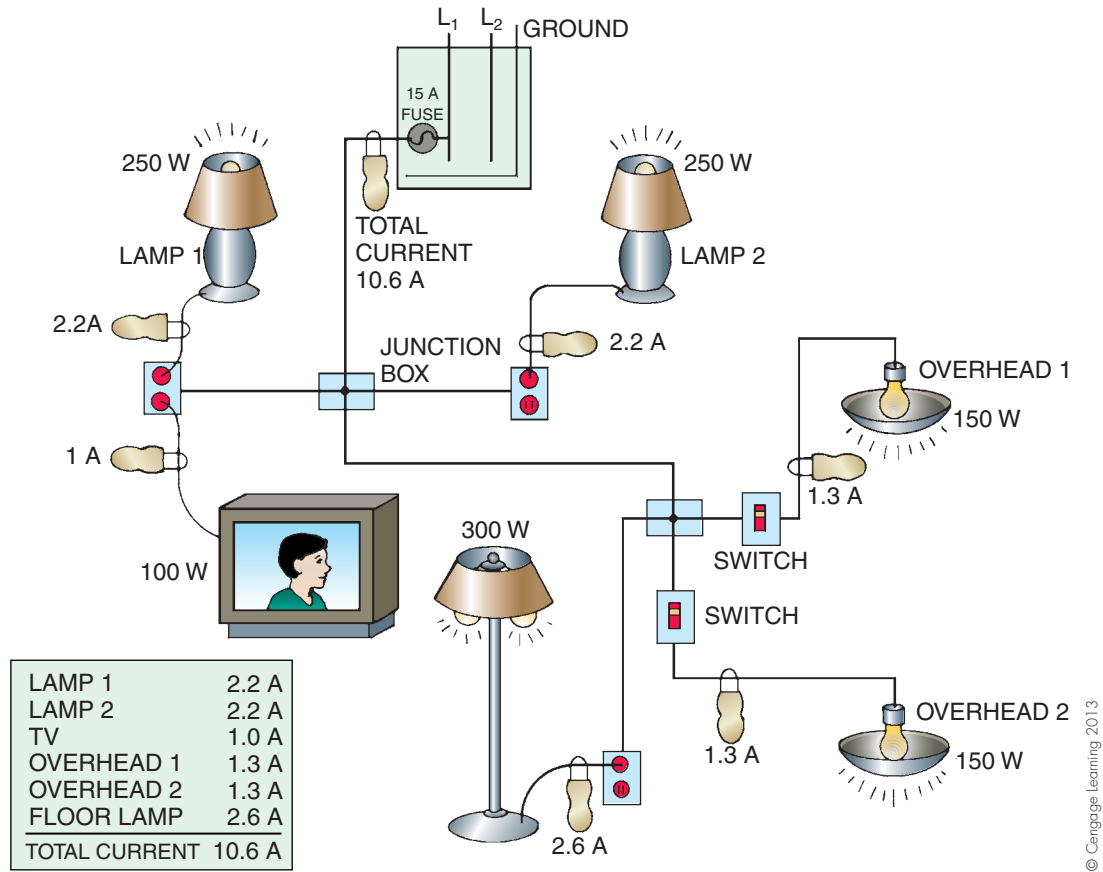 L₁ L₂ GROUND
15 A
FUSE
250 W
LAMP 1
TOTAL
CURRENT
10.6 A
250 W
LAMP 2
2.2A
JUNCTION
BOX
2.2 A
OVERHEAD 1
150 W
1 A
1.3 A
100 W
300 W
SWITCH
SWITCH
OVERHEAD 2
150 W
1.3 A
2.6 A
LAMP 1 2.2 A
LAMP 2 2.2 A
TV 1.0 A
OVERHEAD 1 1.3 A
OVERHEAD 2 1.3 A
FLOOR LAMP 2.6 A
TOTAL CURRENT 10.6 A
© Cengage Learning 2013